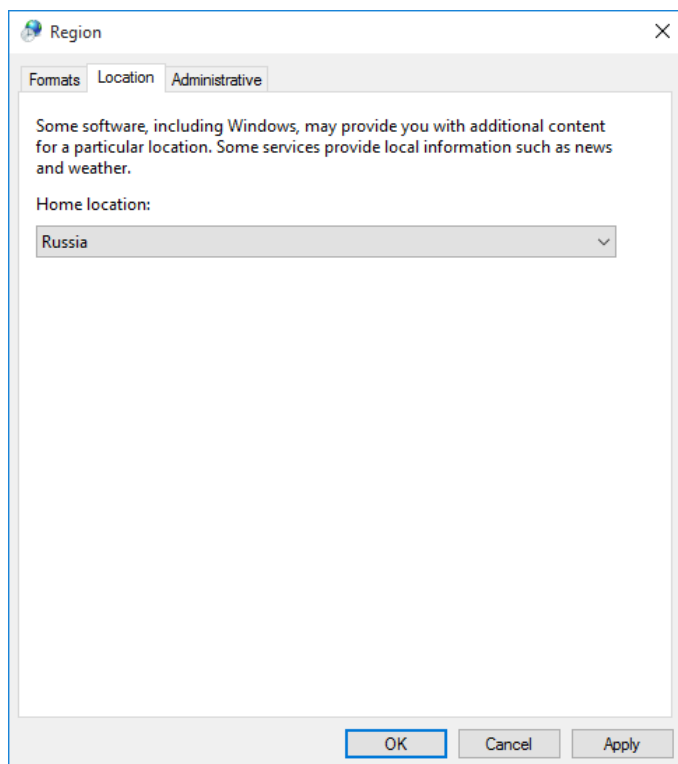 Region
Formats Location Administrative
Some software, including Windows, may provide you with additional content
for a particular location. Some services provide local information such as news
and weather.
Home location:
Russia
OK Cancel Apply